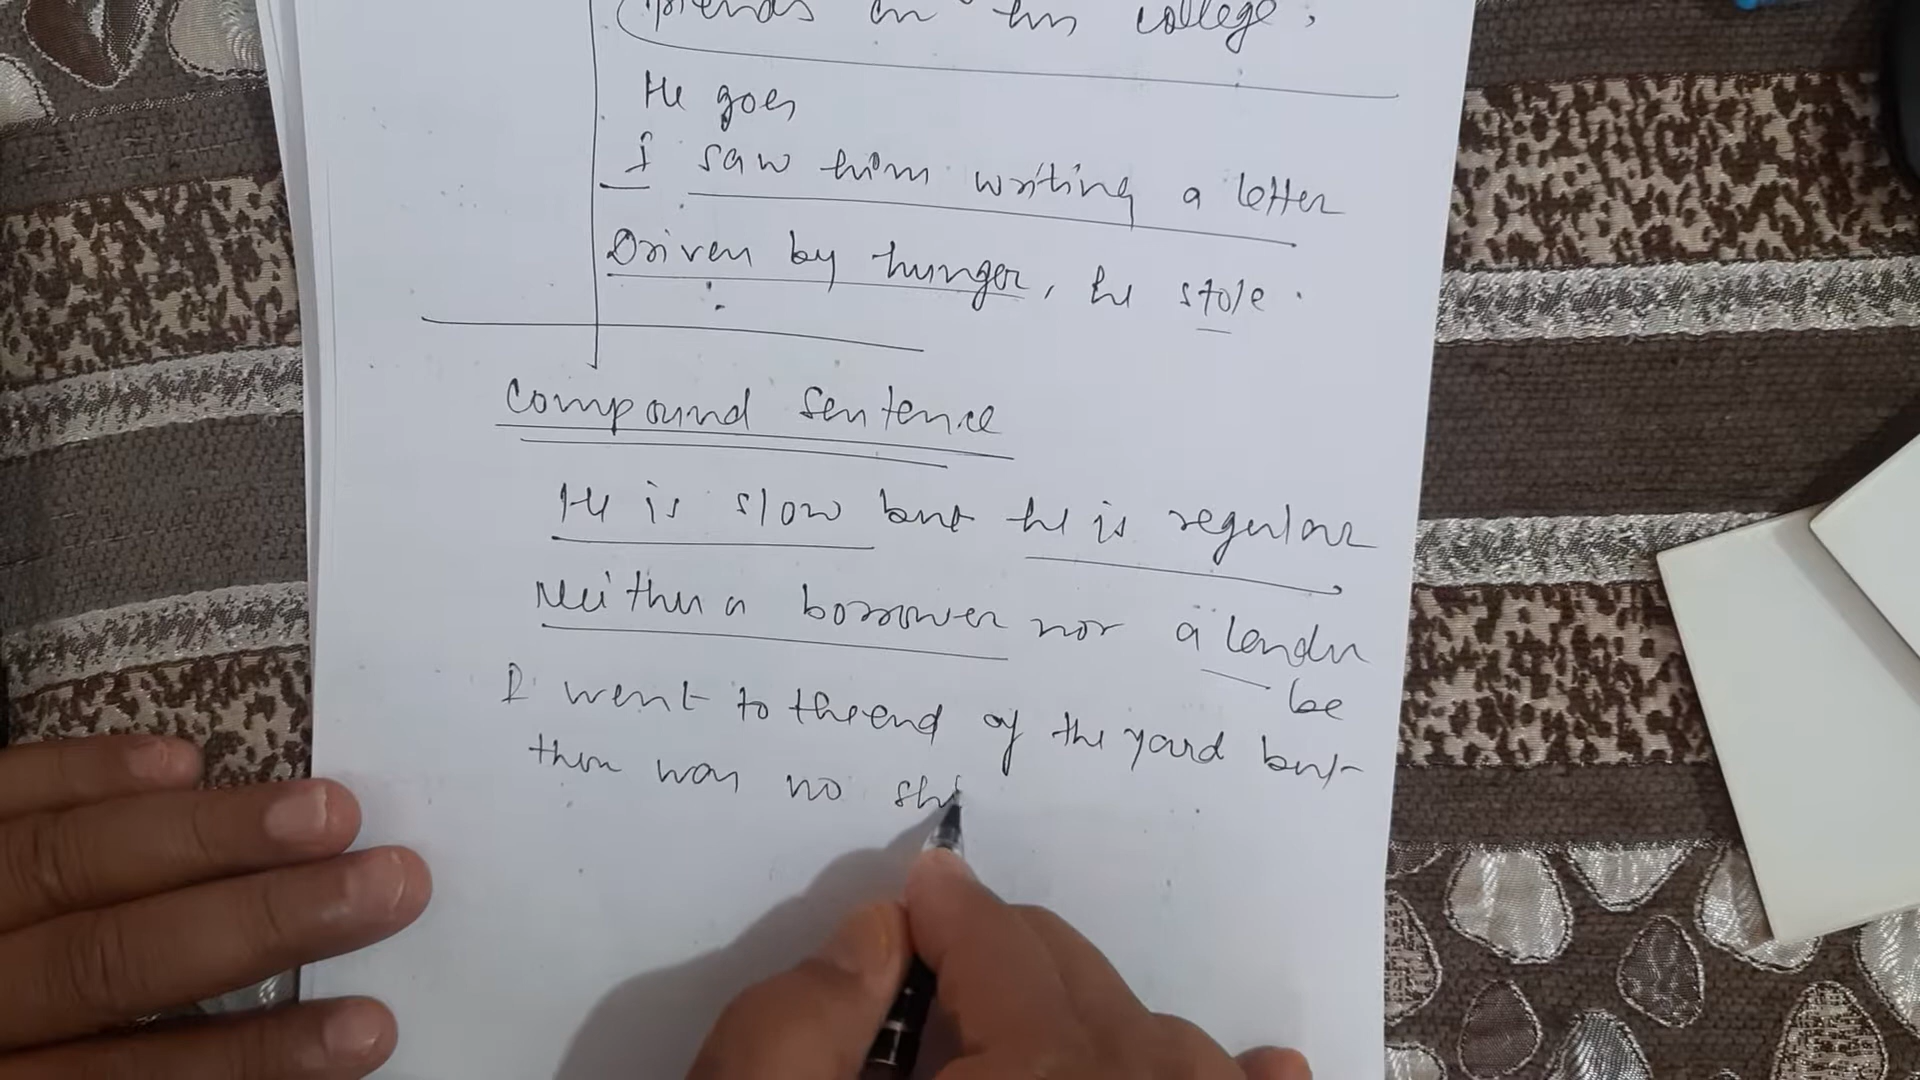 friends in his college.
He goes
I saw him writing a letter
Driven by hunger, he stole.
Compound Sentence
He is slow but he is regular
Neither a borrower nor a lender
be
I went to the end of the yard but
there was no shi